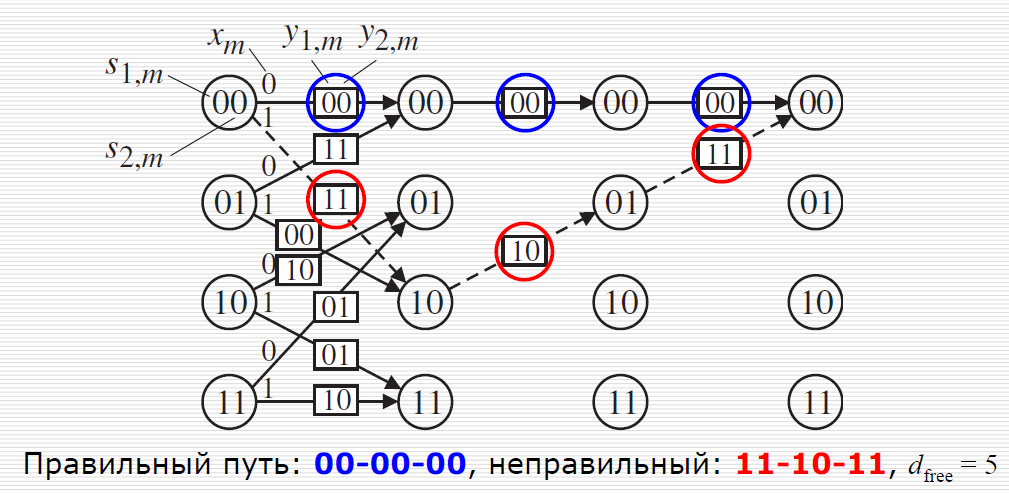 x_m y_{1,m} y_{2,m}
s_{1,m} 0
00 00 00 00 00 00 00
1
s_{2,m} 11 11
0
01 1 11 01 01 01
00
0 10 10
10 1 01 10 10 10
0 01
1
11 10 11 11 11
Правильный путь: 00-00-00, неправильный: 11-10-11, d_{free} = 5